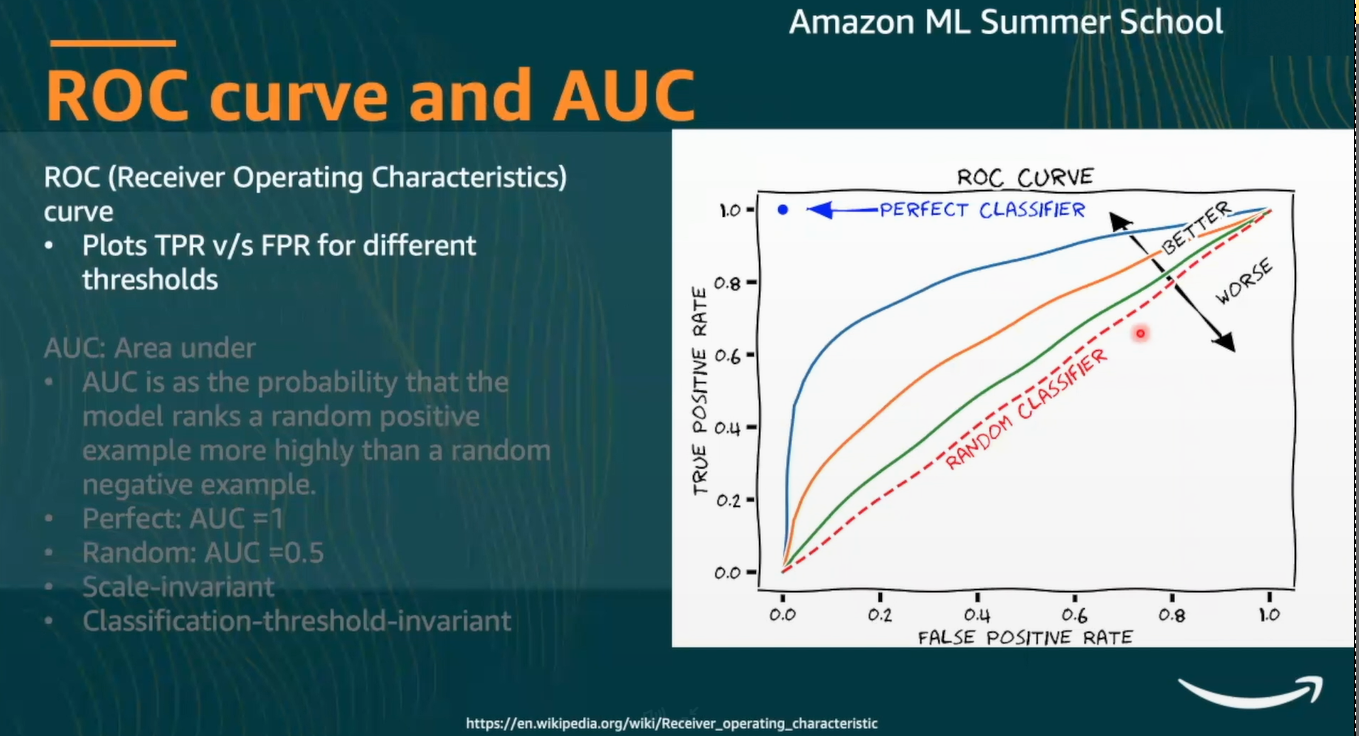 Amazon ML Summer School
ROC curve and AUC
ROC (Receiver Operating Characteristics)
curve
• Plots TPR v/s FPR for different
thresholds
AUC: Area under
• AUC is as the probability that the
model ranks a random positive
example more highly than a random
negative example.
• Perfect: AUC =1
• Random: AUC =0.5
• Scale-invariant
• Classification-threshold-invariant
ROC CURVE
PERFECT CLASSIFIER
BETTER
WORSE
RANDOM CLASSIFIER
TRUE POSITIVE RATE
1.0
0.8
0.6
0.4
0.2
0.0
0.0 0.2 0.4 0.6 0.8 1.0
FALSE POSITIVE RATE
https://en.wikipedia.org/wiki/Receiver_operating_characteristic